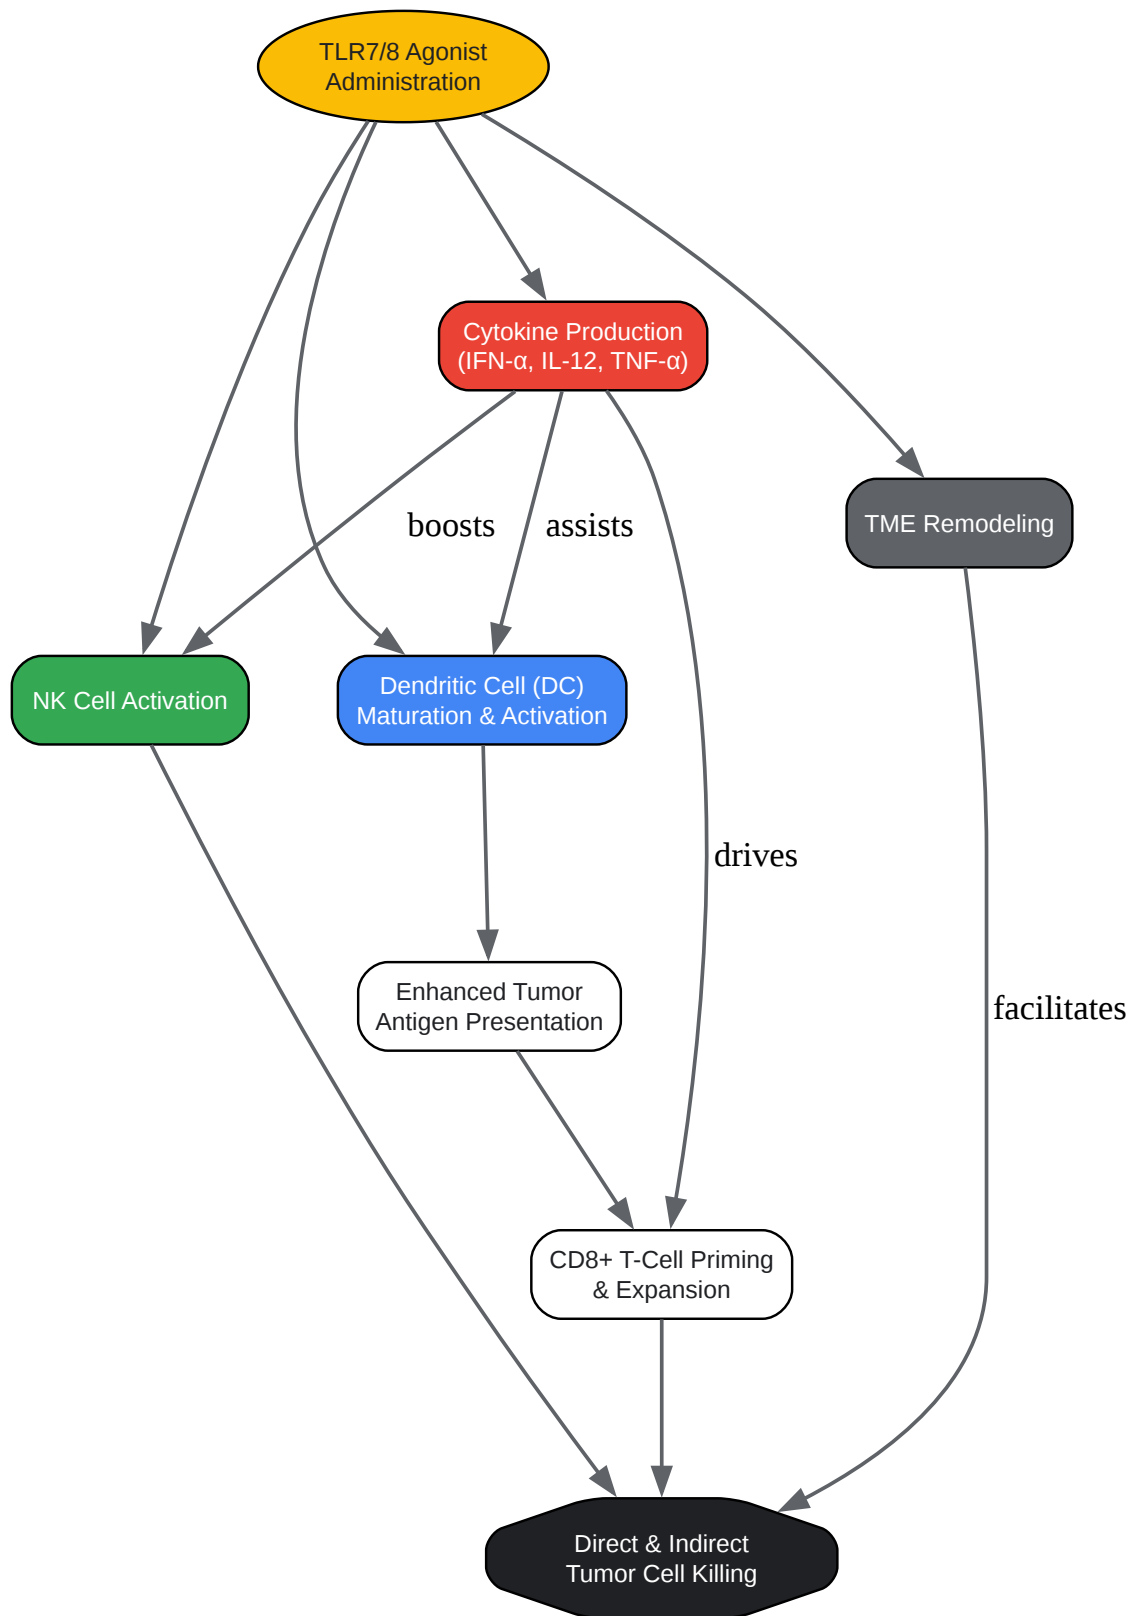 TLR7/8 Agonist
Administration
Cytokine Production
(IFN-α, IL-12, TNF-α)
TME Remodeling
boosts
assists
NK Cell Activation
Dendritic Cell (DC)
Maturation & Activation
drives
Enhanced Tumor
Antigen Presentation
facilitates
CD8+ T-Cell Priming
& Expansion
Direct & Indirect
Tumor Cell Killing